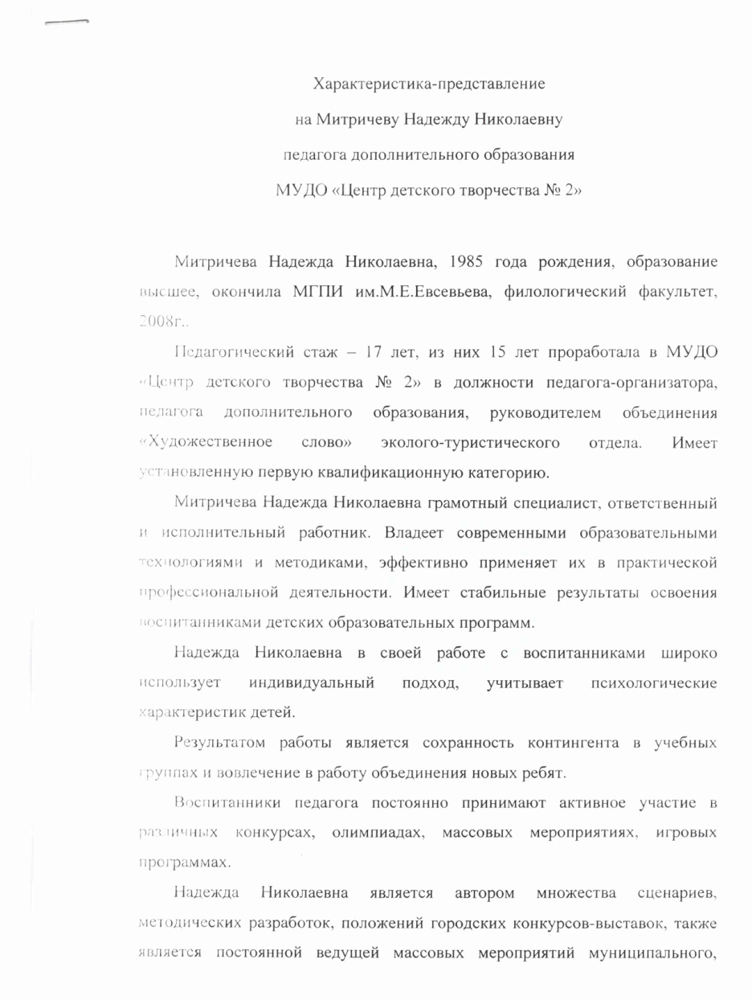 Характеристика-представление
на Митричеву Надежду Николаевну
педагога дополнительного образования
МУДО «Центр детского творчества № 2»
Митричева Надежда Николаевна, 1985 года рождения, образование
высшее, окончила МГПИ им.М.Е.Евсевьева, филологический факультет,
2008г..
Педагогический стаж – 17 лет, из них 15 лет проработала в МУДО
«Центр детского творчества № 2» в должности педагога-организатора,
педагога дополнительного образования, руководителем объединения
«Художественное слово» эколого-туристического отдела. Имеет
установленную первую квалификационную категорию.
Митричева Надежда Николаевна грамотный специалист, ответственный
и исполнительный работник. Владеет современными образовательными
технологиями и методиками, эффективно применяет их в практической
профессиональной деятельности. Имеет стабильные результаты освоения
воспитанниками детских образовательных программ.
Надежда Николаевна в своей работе с воспитанниками широко
использует индивидуальный подход, учитывает психологические
характеристик детей.
Результатом работы является сохранность контингента в учебных
группах и вовлечение в работу объединения новых ребят.
Воспитанники педагога постоянно принимают активное участие в
различных конкурсах, олимпиадах, массовых мероприятиях, игровых
программах.
Надежда Николаевна является автором множества сценариев,
методических разработок, положений городских конкурсов-выставок, также
является постоянной ведущей массовых мероприятий муниципального,